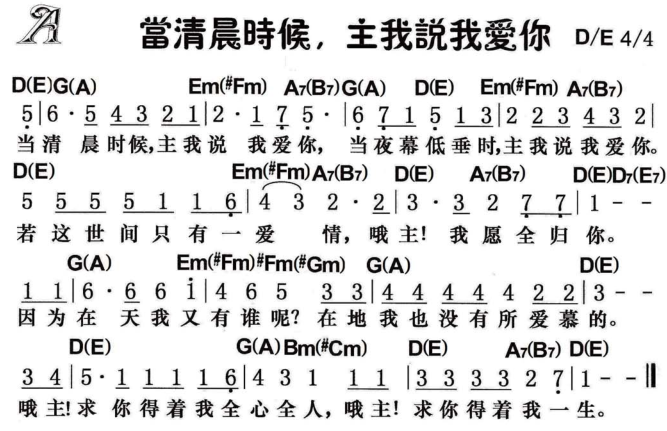 A 當清晨時候，主我說我愛你 D/E 4/4
D(E)G(A) Em(#Fm) A7(B7)G(A) D(E) Em(#Fm) A7(B7)
5|6·5 4 3 2 1|2·1 7 5·|6 7 1 5 1 3|2 2 3 4 3 2|
当清晨时候,主我说 我爱你, 当夜幕低垂时,主我说我爱你。
D(E) Em(#Fm)A7(B7) D(E) A7(B7) D(E)D7(E7)
5 5 5 5 1 1 6|4 3 2·2|3·3 2 7 7|1 - -
若这世间只有一爱 情,哦主!我愿全归你。
G(A) Em(#Fm)#Fm(#Gm) G(A) D(E)
1 1|6·6 6 i|4 6 5 3 3|4 4 4 4 4 2 2|3 - -
因为在 天我又有谁呢? 在地我也没有所爱慕的。
D(E) G(A)Bm(#Cm) D(E) A7(B7) D(E)
3 4|5·1 1 1 1 6|4 3 1 1 1|3 3 3 3 2 7|1 - -‖
哦主!求你得着我全心全人,哦主!求你得着我一生。